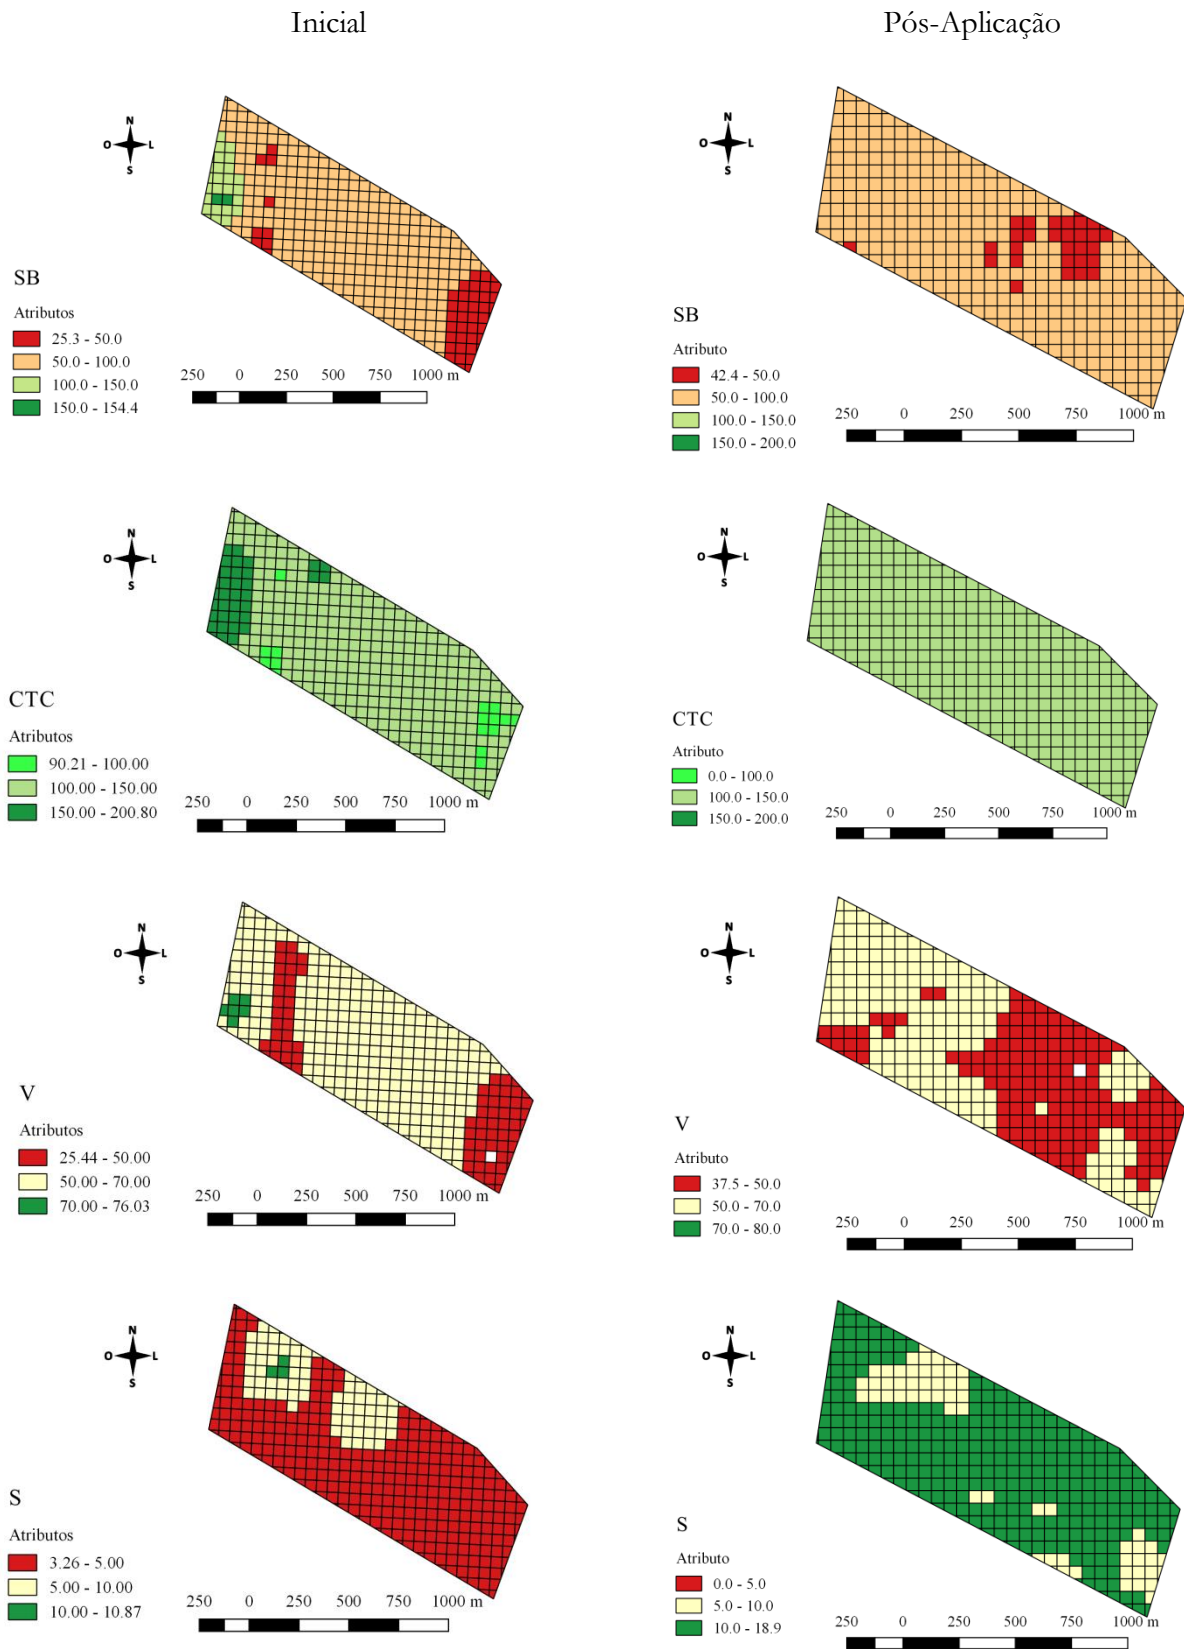 Inicial
Pós-Aplicação
N
O L
S
SB
Atributos
25.3 - 50.0
50.0 - 100.0
100.0 - 150.0
150.0 - 154.4
250 0 250 500 750 1000 m
N
O L
S
SB
Atributo
42.4 - 50.0
50.0 - 100.0
100.0 - 150.0
150.0 - 200.0
250 0 250 500 750 1000 m
N
O L
S
CTC
Atributos
90.21 - 100.00
100.00 - 150.00
150.00 - 200.80
250 0 250 500 750 1000 m
N
O L
S
CTC
Atributo
0.0 - 100.0
100.0 - 150.0
150.0 - 200.0
250 0 250 500 750 1000 m
N
O L
S
V
Atributos
25.44 - 50.00
50.00 - 70.00
70.00 - 76.03
250 0 250 500 750 1000 m
N
O L
S
V
Atributo
37.5 - 50.0
50.0 - 70.0
70.0 - 80.0
250 0 250 500 750 1000 m
N
O L
S
S
Atributos
3.26 - 5.00
5.00 - 10.00
10.00 - 10.87
250 0 250 500 750 1000 m
N
O L
S
S
Atributo
0.0 - 5.0
5.0 - 10.0
10.0 - 18.9
250 0 250 500 750 1000 m